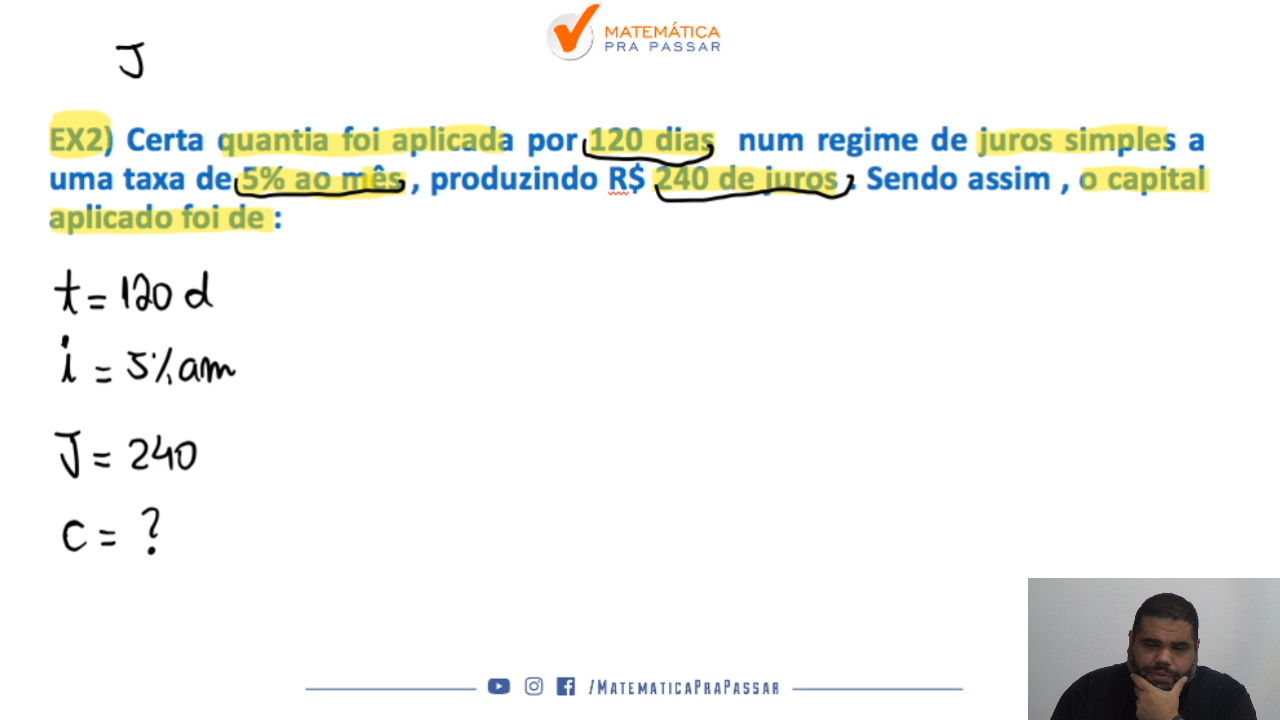 MATEMÁTICA
PRA PASSAR
J
EX2) Certa quantia foi aplicada por 120 dias num regime de juros simples a
uma taxa de 5% ao mês , produzindo R$ 240 de juros . Sendo assim , o capital
aplicado foi de :
t = 120 d
i = 5% am
J = 240
C = ?
/MATEMATICAPRAPASSAR